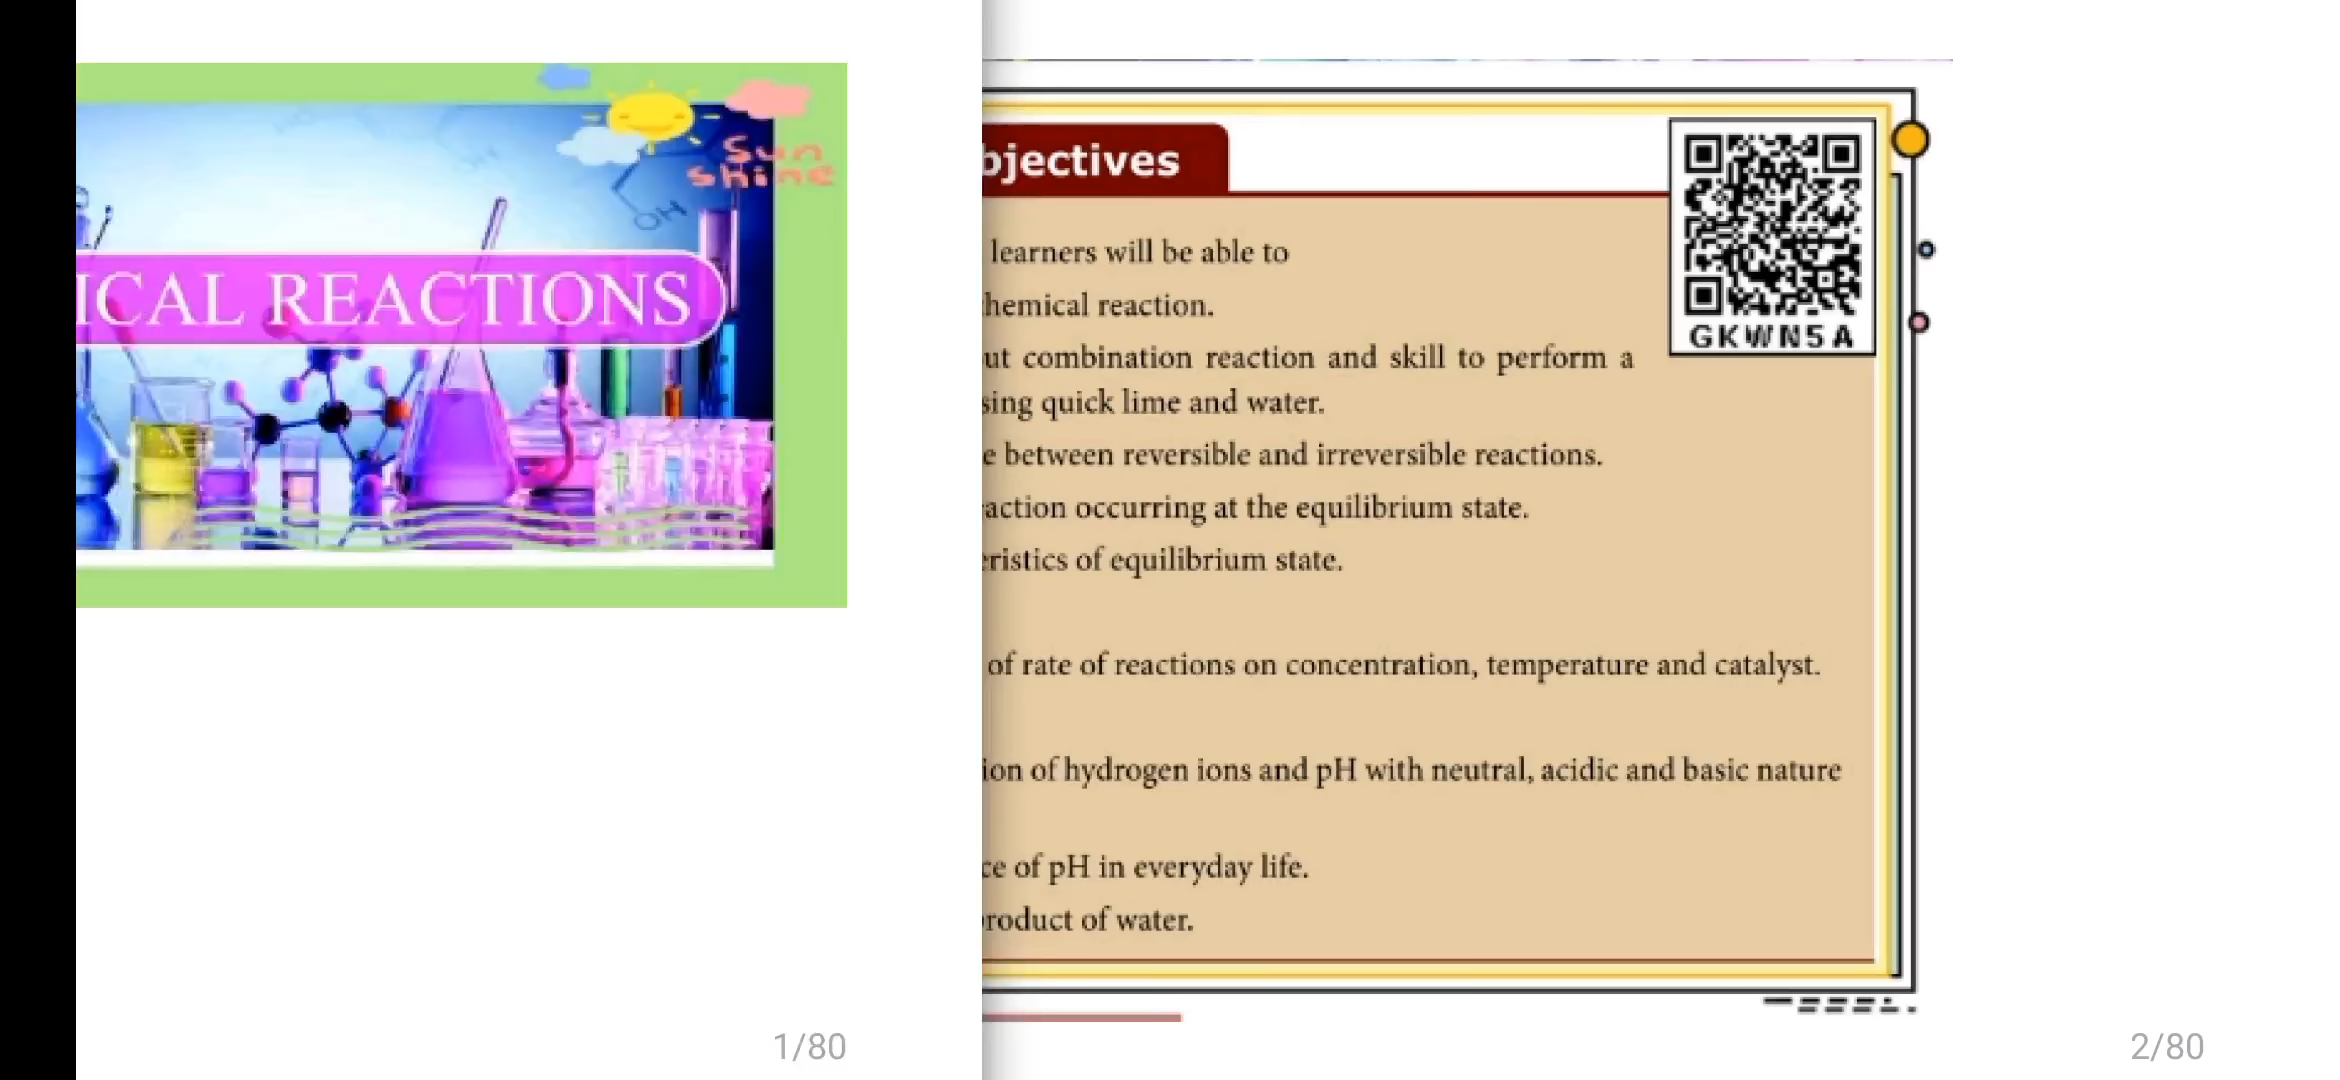 Sun
shine
OH
ICAL REACTIONS
1/80
bjectives
GKWN5A
learners will be able to
hemical reaction.
ut combination reaction and skill to perform a
sing quick lime and water.
e between reversible and irreversible reactions.
action occurring at the equilibrium state.
ristics of equilibrium state.
of rate of reactions on concentration, temperature and catalyst.
ion of hydrogen ions and pH with neutral, acidic and basic nature
ce of pH in everyday life.
roduct of water.
2/80